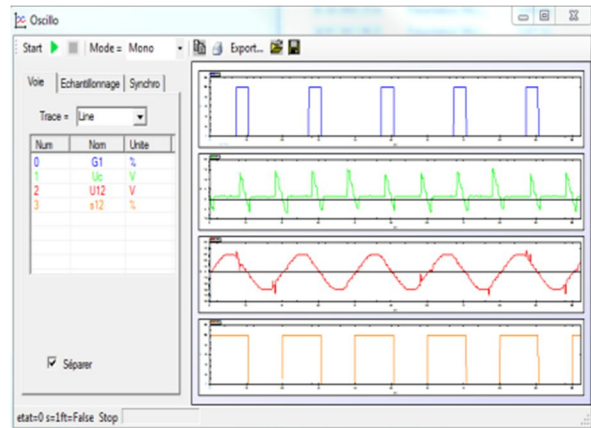 Oscillo
Start Mode = Mono Export...
Voie Echantillonnage Synchro
Trace = Line
Num Nom Unite
0 G1 %
1 Uc V
2 U12 V
3 s12 %
Séparer
etat=0 s=1ft=False Stop